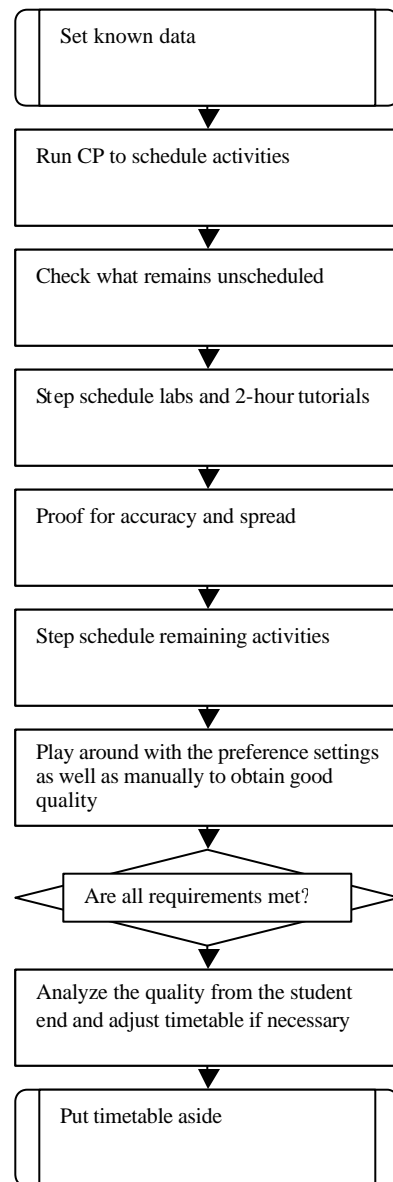 Set known data
Run CP to schedule activities
Check what remains unscheduled
Step schedule labs and 2-hour tutorials
Proof for accuracy and spread
Step schedule remaining activities
Play around with the preference settings
as well as manually to obtain good
quality
Are all requirements met?
Analyze the quality from the student
end and adjust timetable if necessary
Put timetable aside